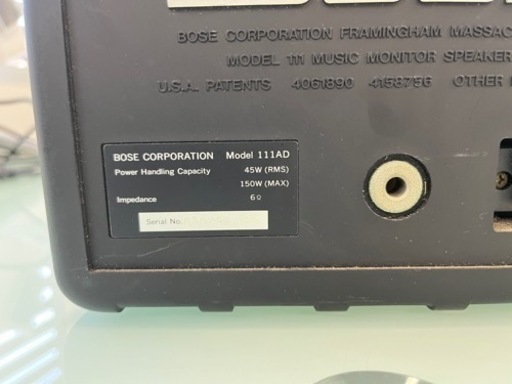 BOSE CORPORATION FRAMINGHAM
MODEL 111 MUSIC MONITOR SPEAKER
U.S.A. PATENTS 4061890 4158756 OTHER
BOSE CORPORATION Model 111AD
Power Handling Capacity 45W (RMS)
150W (MAX)
Impedance 6Ω
Serial No.